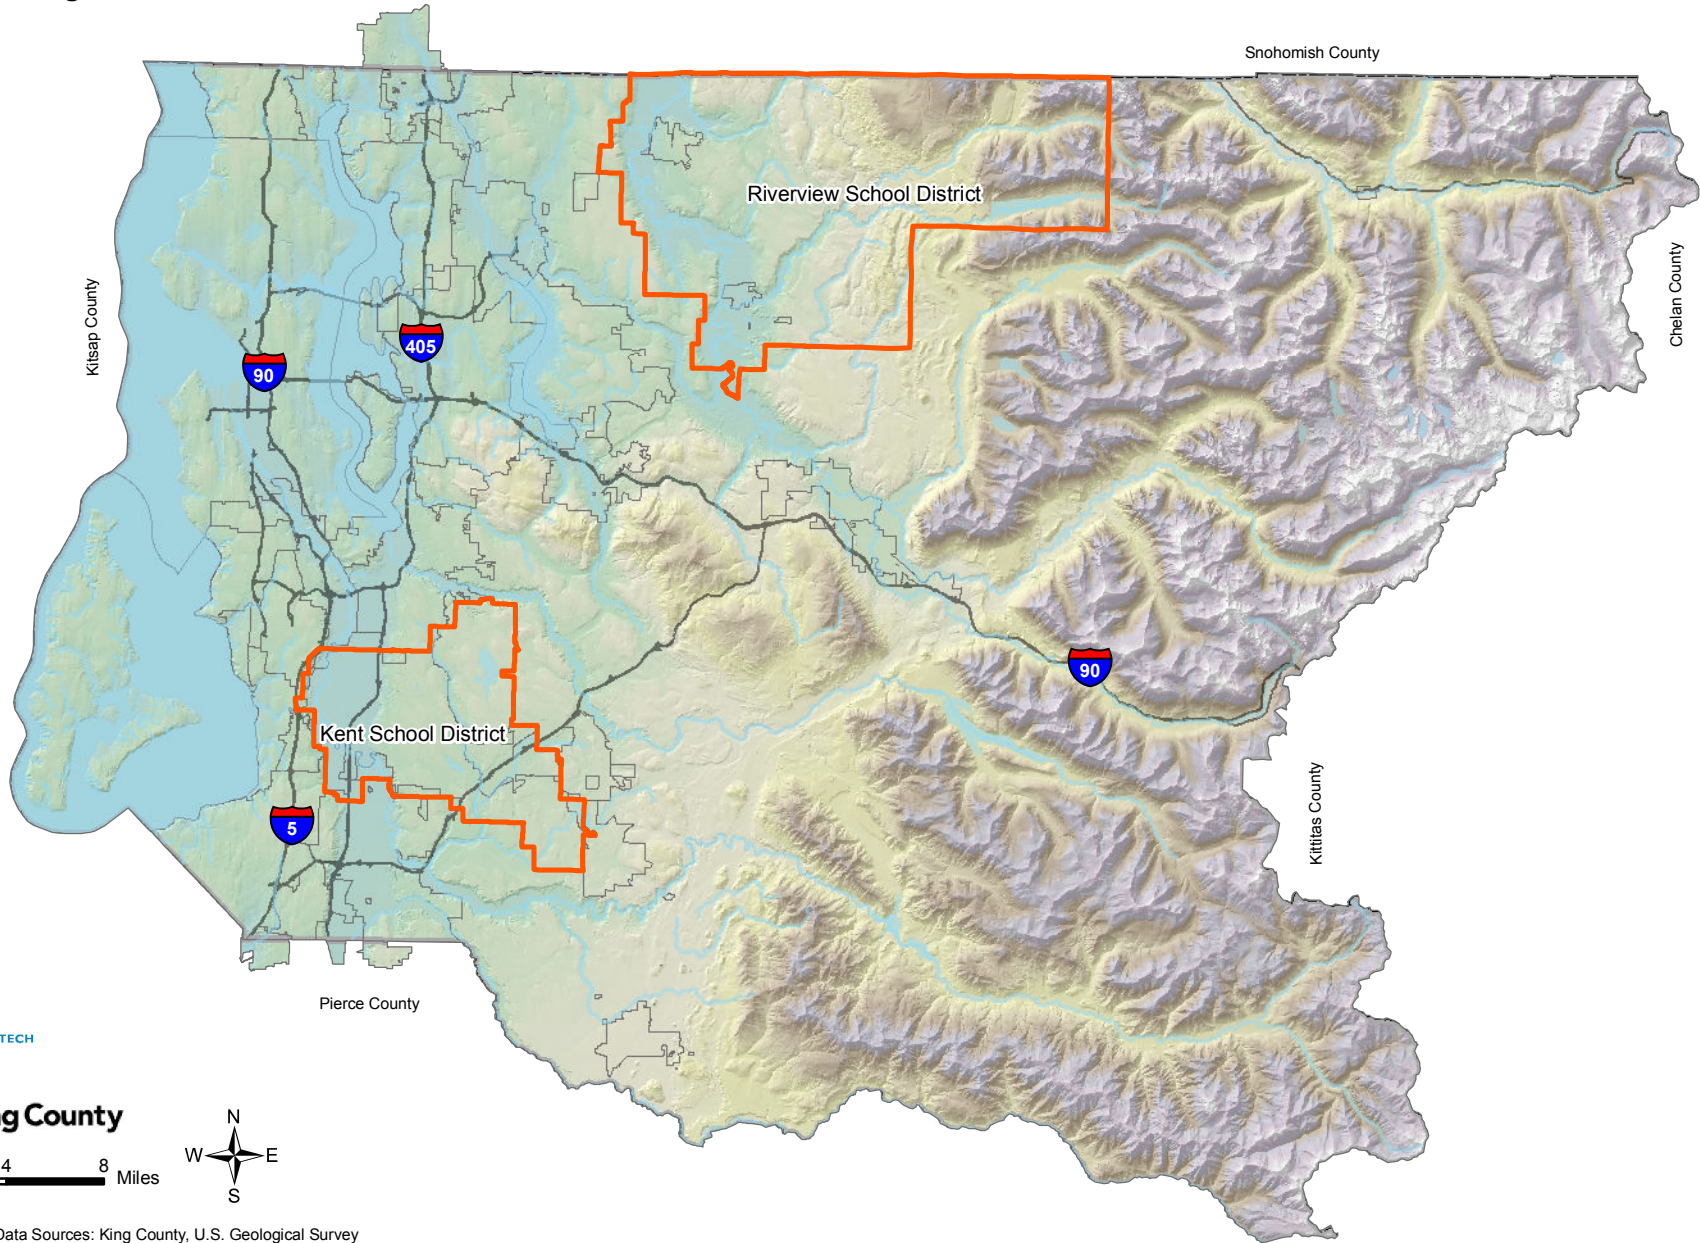 Snohomish County
Riverview School District
Chelan County
Kitsap County
405
90
90
Kent School District
5
Kittitas County
Pierce County
TECH
g County
N
W E
S
4 8 Miles
Data Sources: King County, U.S. Geological Survey